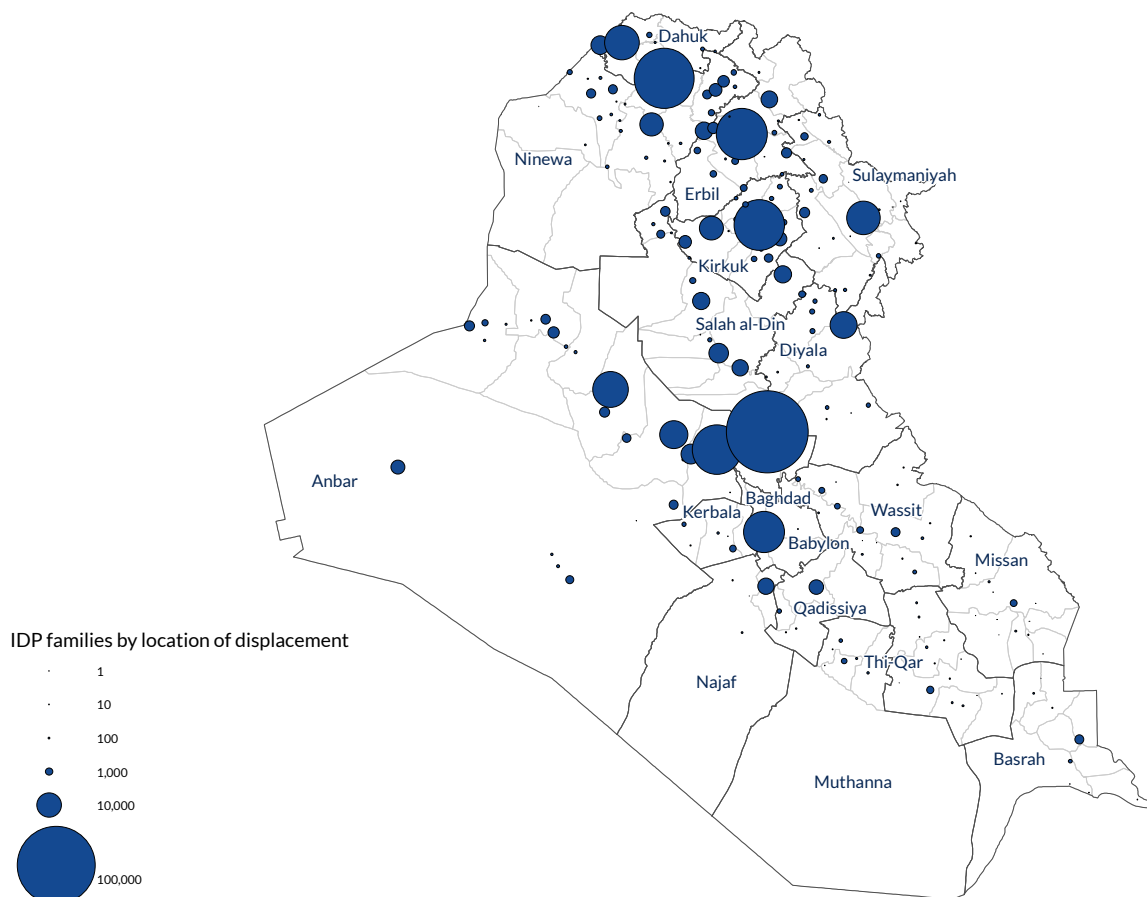 Dahuk
Ninewa
Sulaymaniyah
Erbil
Kirkuk
Salah al-Din
Diyala
Anbar
Baghdad
Kerbala
Wassit
Babylon
Missan
Qadissiya
IDP families by location of displacement
Thi-Qar
1
Najaf
10
100
Basrah
1,000
Muthanna
10,000
100,000